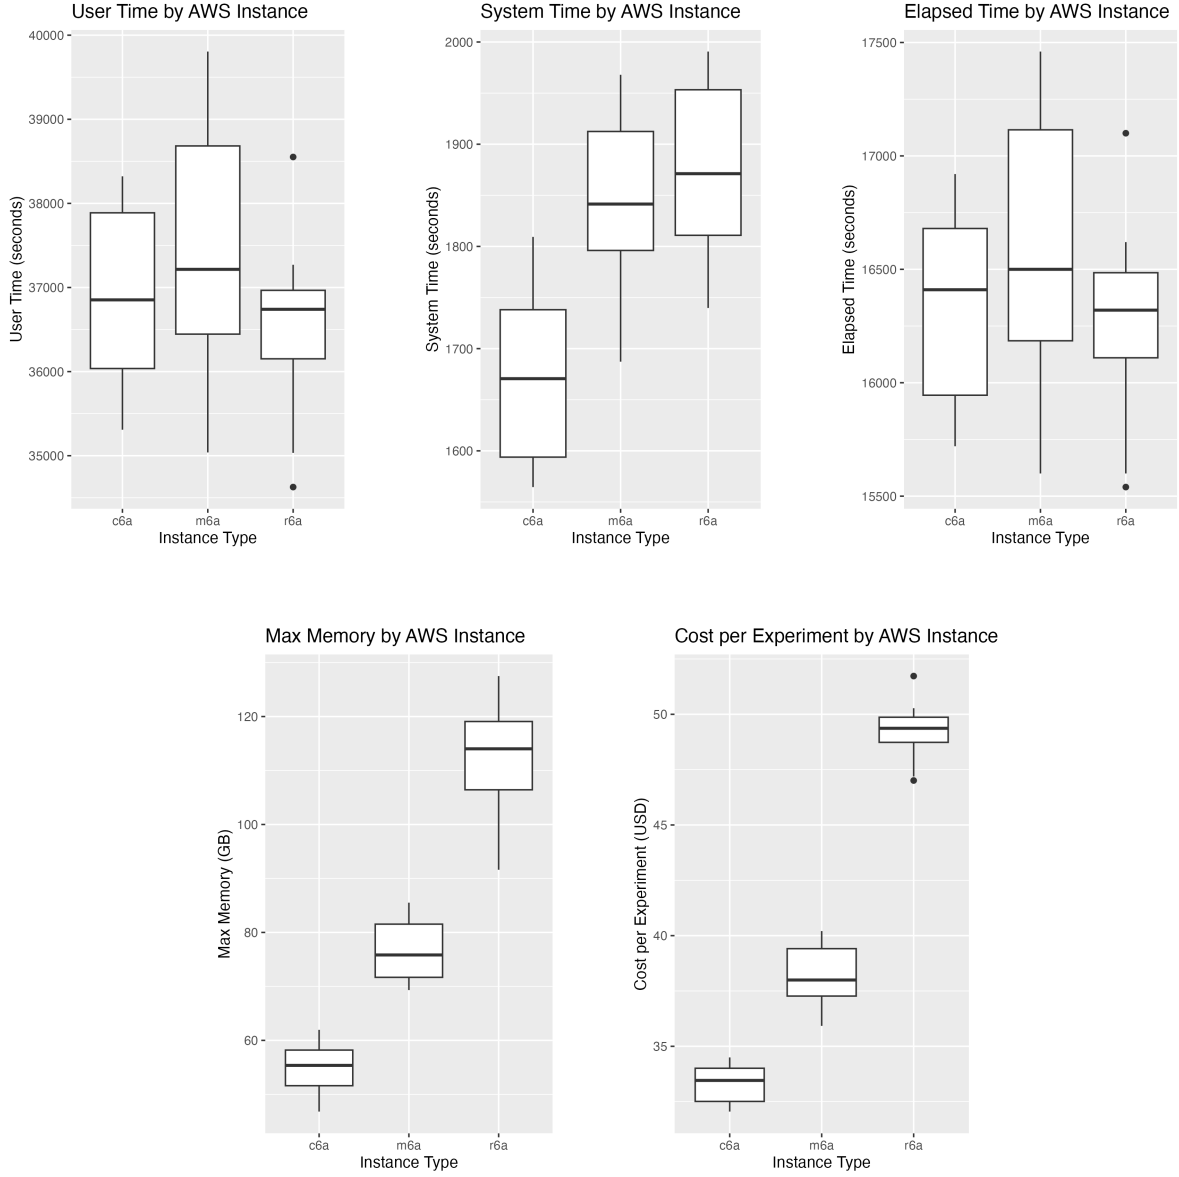 User Time by AWS Instance
40000
39000
38000
37000
36000
35000
User Time (seconds)
c6a m6a r6a
Instance Type
System Time by AWS Instance
2000
1900
1800
1700
1600
System Time (seconds)
c6a m6a r6a
Instance Type
Elapsed Time by AWS Instance
17500
17000
16500
16000
15500
Elapsed Time (seconds)
c6a m6a r6a
Instance Type
Max Memory by AWS Instance
120
100
80
60
Max Memory (GB)
c6a m6a r6a
Instance Type
Cost per Experiment by AWS Instance
50
45
40
35
Cost per Experiment (USD)
c6a m6a r6a
Instance Type